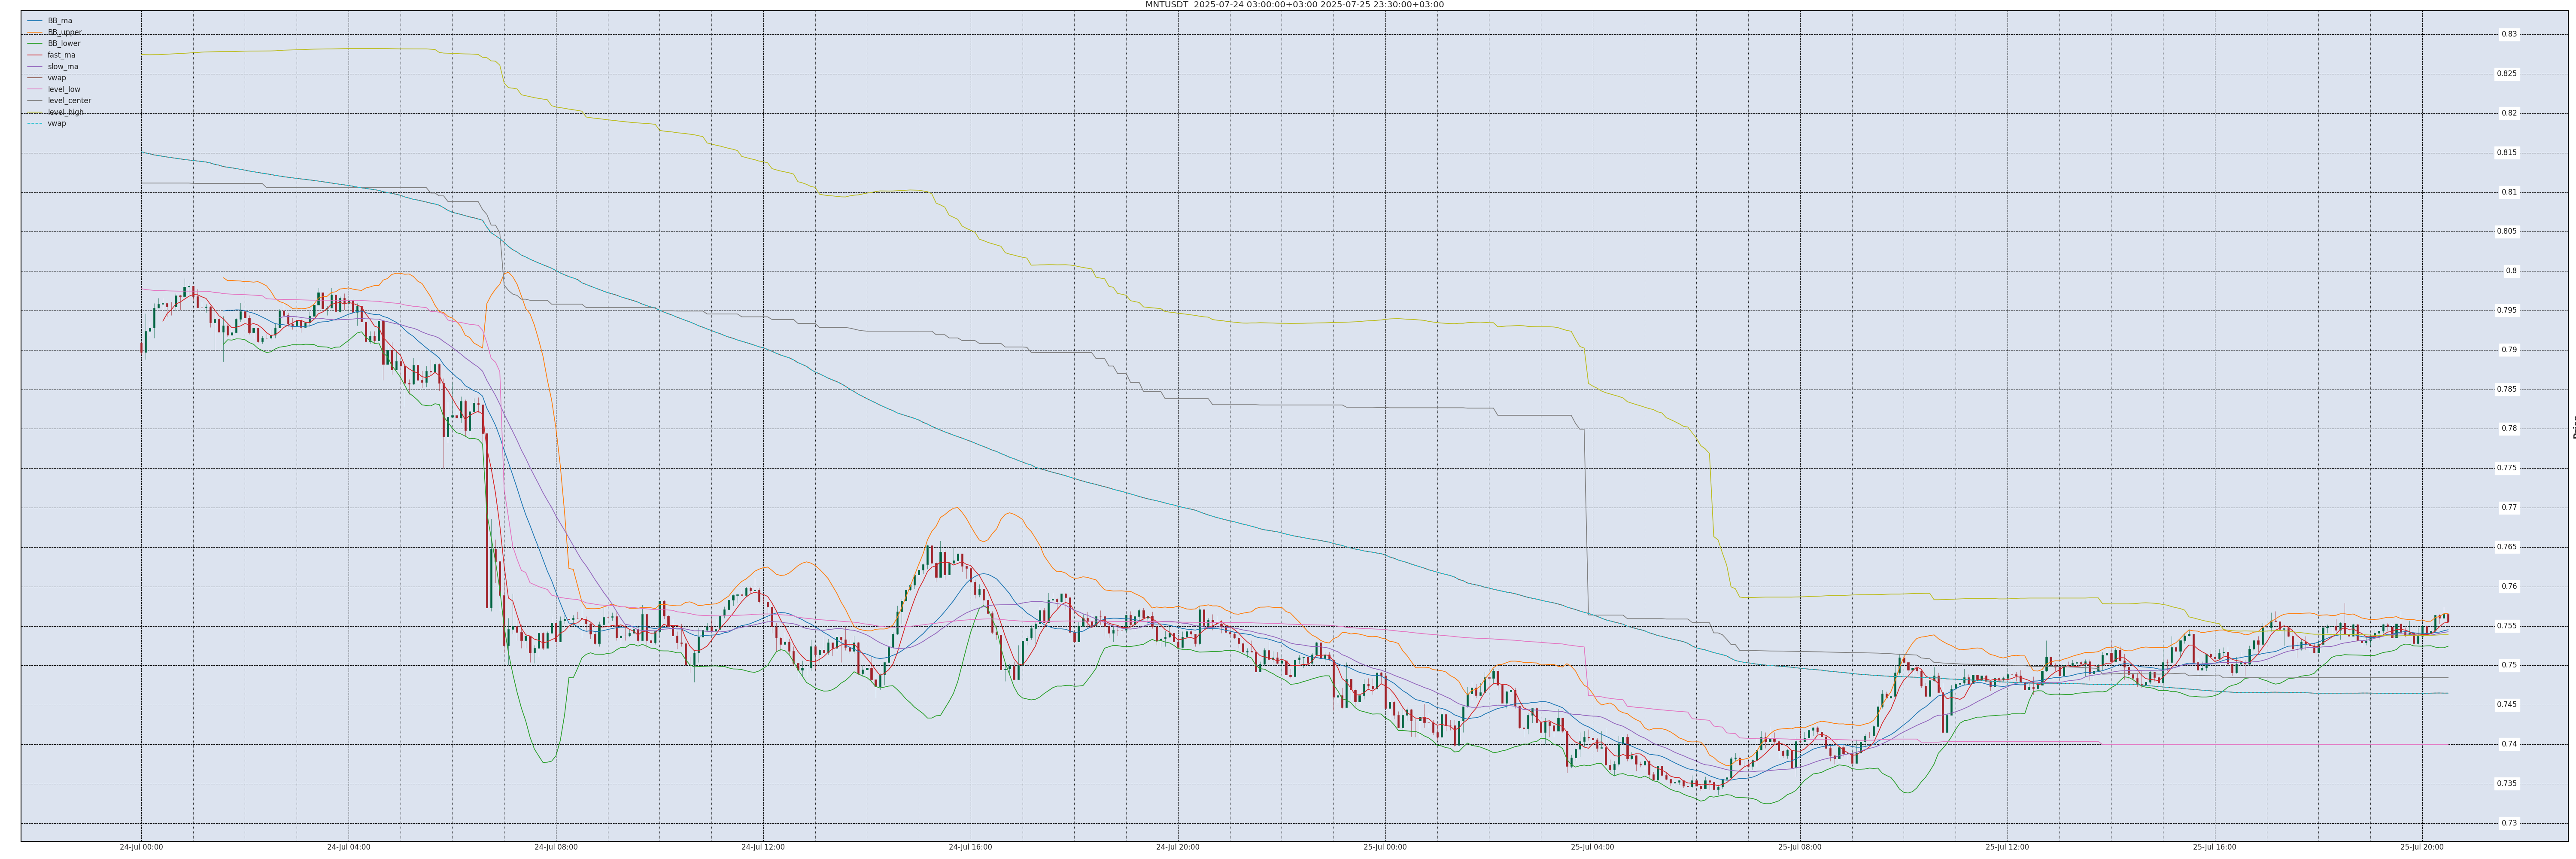 MNTUSDT 2025-07-24 03:00:00+03:00 2025-07-25 23:30:00+03:00
BB_ma
BB_upper
BB_lower
fast_ma
slow_ma
vwap
level_low
level_center
level_high
vwap
0.83
0.825
0.82
0.815
0.81
0.805
0.8
0.795
0.79
0.785
0.78
0.775
0.77
0.765
0.76
0.755
0.75
0.745
0.74
0.735
0.73
24-Jul 00:00
24-Jul 04:00
24-Jul 08:00
24-Jul 12:00
24-Jul 16:00
24-Jul 20:00
25-Jul 00:00
25-Jul 04:00
25-Jul 08:00
25-Jul 12:00
25-Jul 16:00
25-Jul 20:00